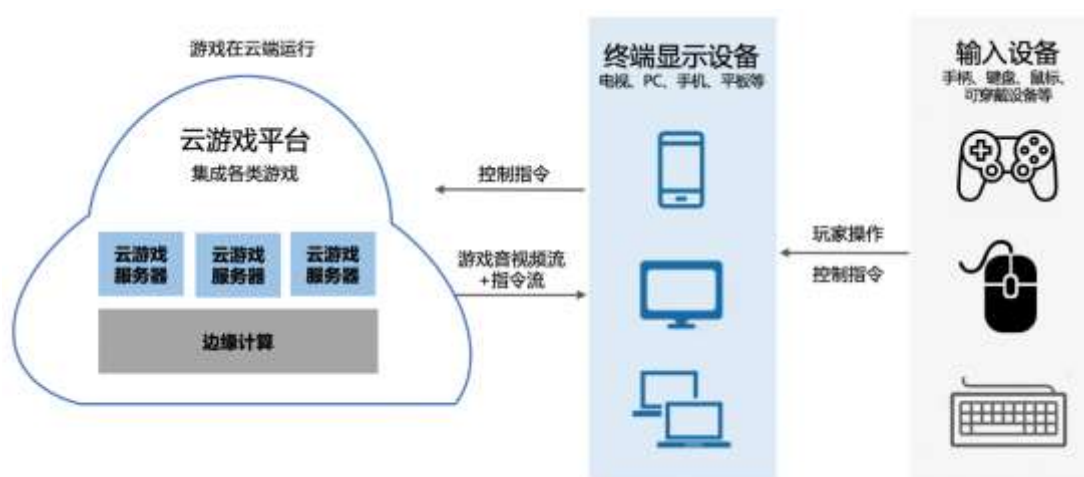 游戏在云端运行
云游戏平台
集成各类游戏
云游戏
服务器
云游戏
服务器
云游戏
服务器
边缘计算
控制指令
游戏音视频流
+指令流
终端显示设备
电视、PC、手机、平板等
玩家操作
控制指令
输入设备
手柄、键盘、鼠标、
可穿戴设备等